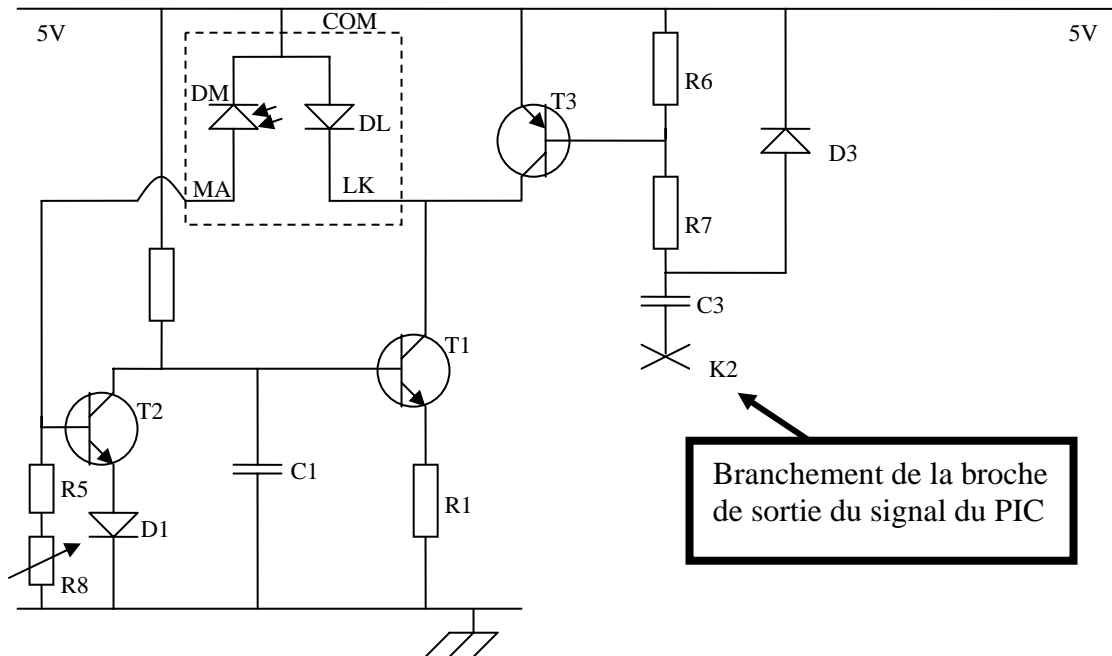 COM
5V
5V
DM
DL
T3
R6
D3
MA
LK
R7
C3
T1
K2
T2
R5
C1
R1
D1
R8
Branchement de la broche
de sortie du signal du PIC